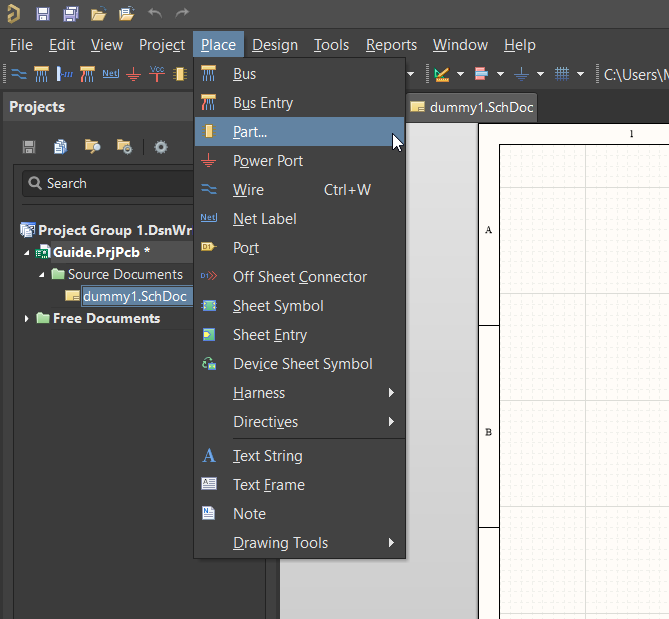 File Edit View Project Place Design Tools Reports Window Help
Net Vcc C:\Users\M
Projects
dummy1.SchDoc
Search
Project Group 1.DsnWr
Guide.PrjPcb *
Source Documents
dummy1.SchDoc
Free Documents
Bus
Bus Entry
Part...
Power Port
Wire Ctrl+W
Net Label
Port
Off Sheet Connector
Sheet Symbol
Sheet Entry
Device Sheet Symbol
Harness
Directives
Text String
Text Frame
Note
Drawing Tools
1
A
B